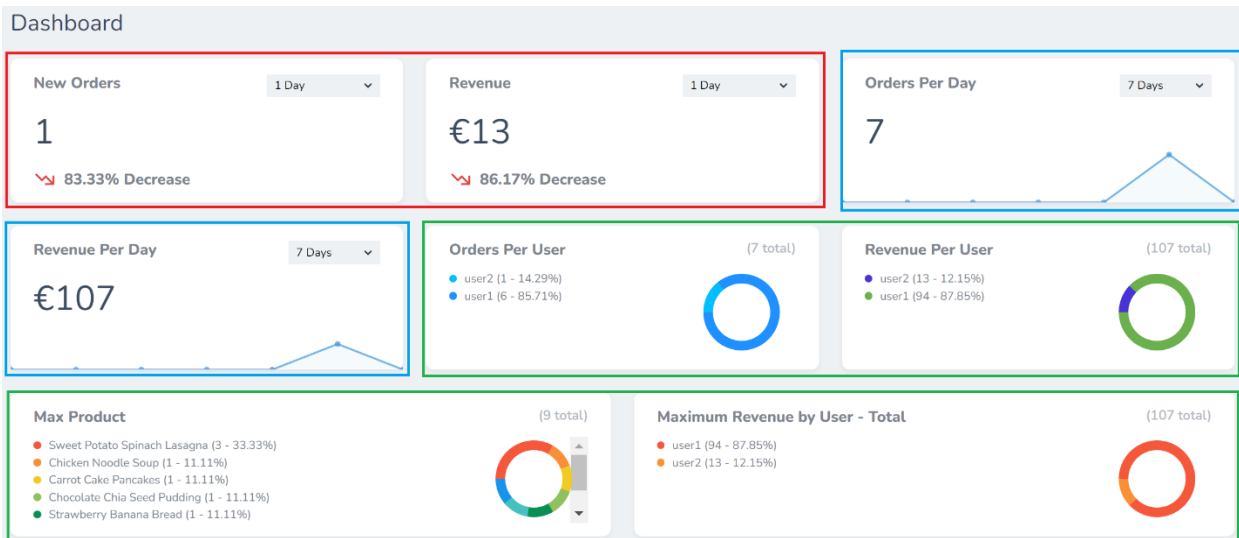 Dashboard
New Orders
1 Day
1
83.33% Decrease
Revenue
1 Day
€13
86.17% Decrease
Orders Per Day
7 Days
7
Revenue Per Day
7 Days
€107
Orders Per User
(7 total)
user2 (1 - 14.29%)
user1 (6 - 85.71%)
Revenue Per User
(107 total)
user2 (13 - 12.15%)
user1 (94 - 87.85%)
Max Product
(9 total)
Sweet Potato Spinach Lasagna (3 - 33.33%)
Chicken Noodle Soup (1 - 11.11%)
Carrot Cake Pancakes (1 - 11.11%)
Chocolate Chia Seed Pudding (1 - 11.11%)
Strawberry Banana Bread (1 - 11.11%)
Maximum Revenue by User - Total
(107 total)
user1 (94 - 87.85%)
user2 (13 - 12.15%)